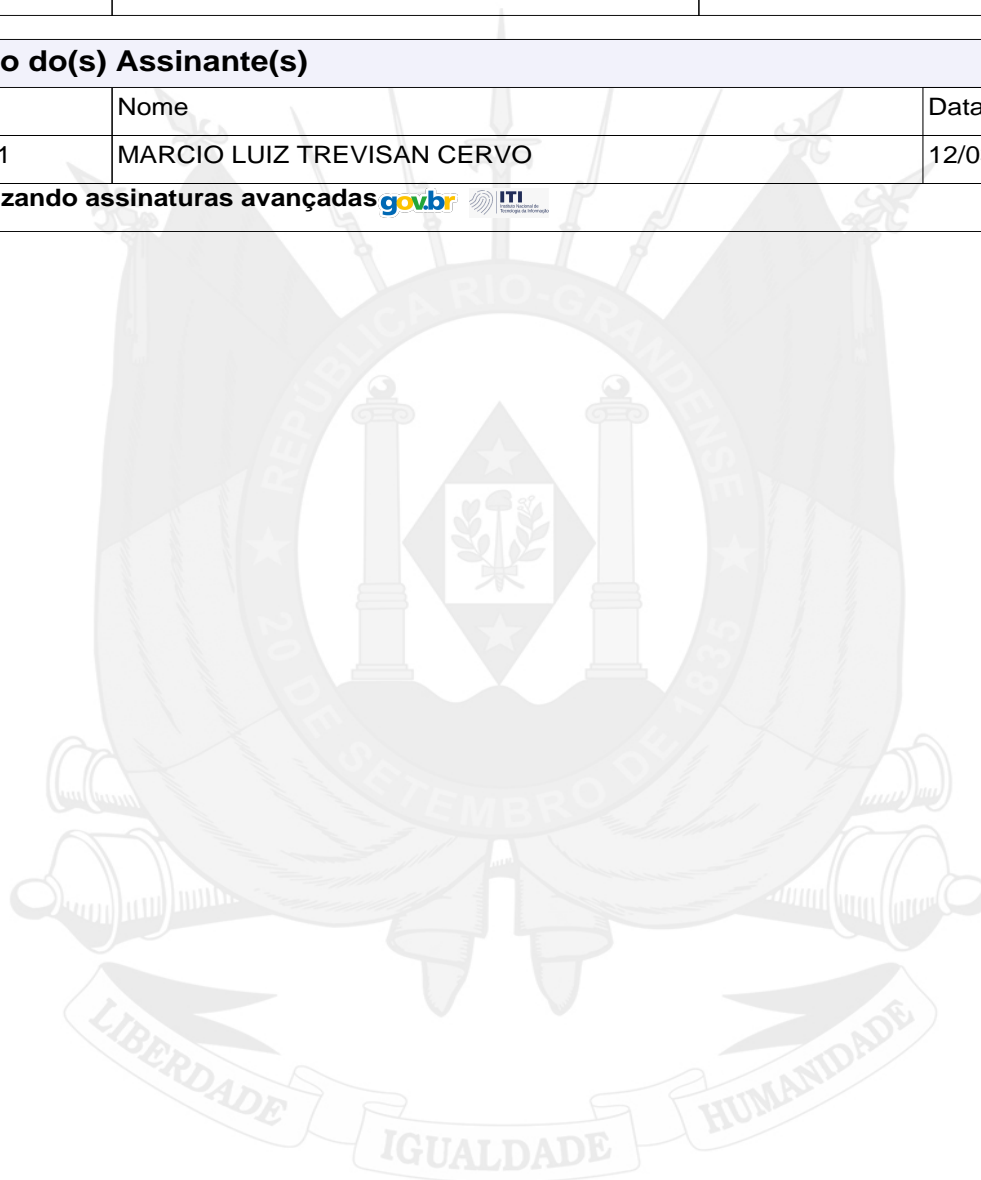 o do(s) Assinante(s)
Nome
Data
1
MARCIO LUIZ TREVISAN CERVO
12/0
zando assinaturas avançadas gov.br ITI
REPÚBLICA RIO-GRANDENSE
20 DE SETEMBRO DE 1835
LIBERDADE
IGUALDADE
HUMANIDADE